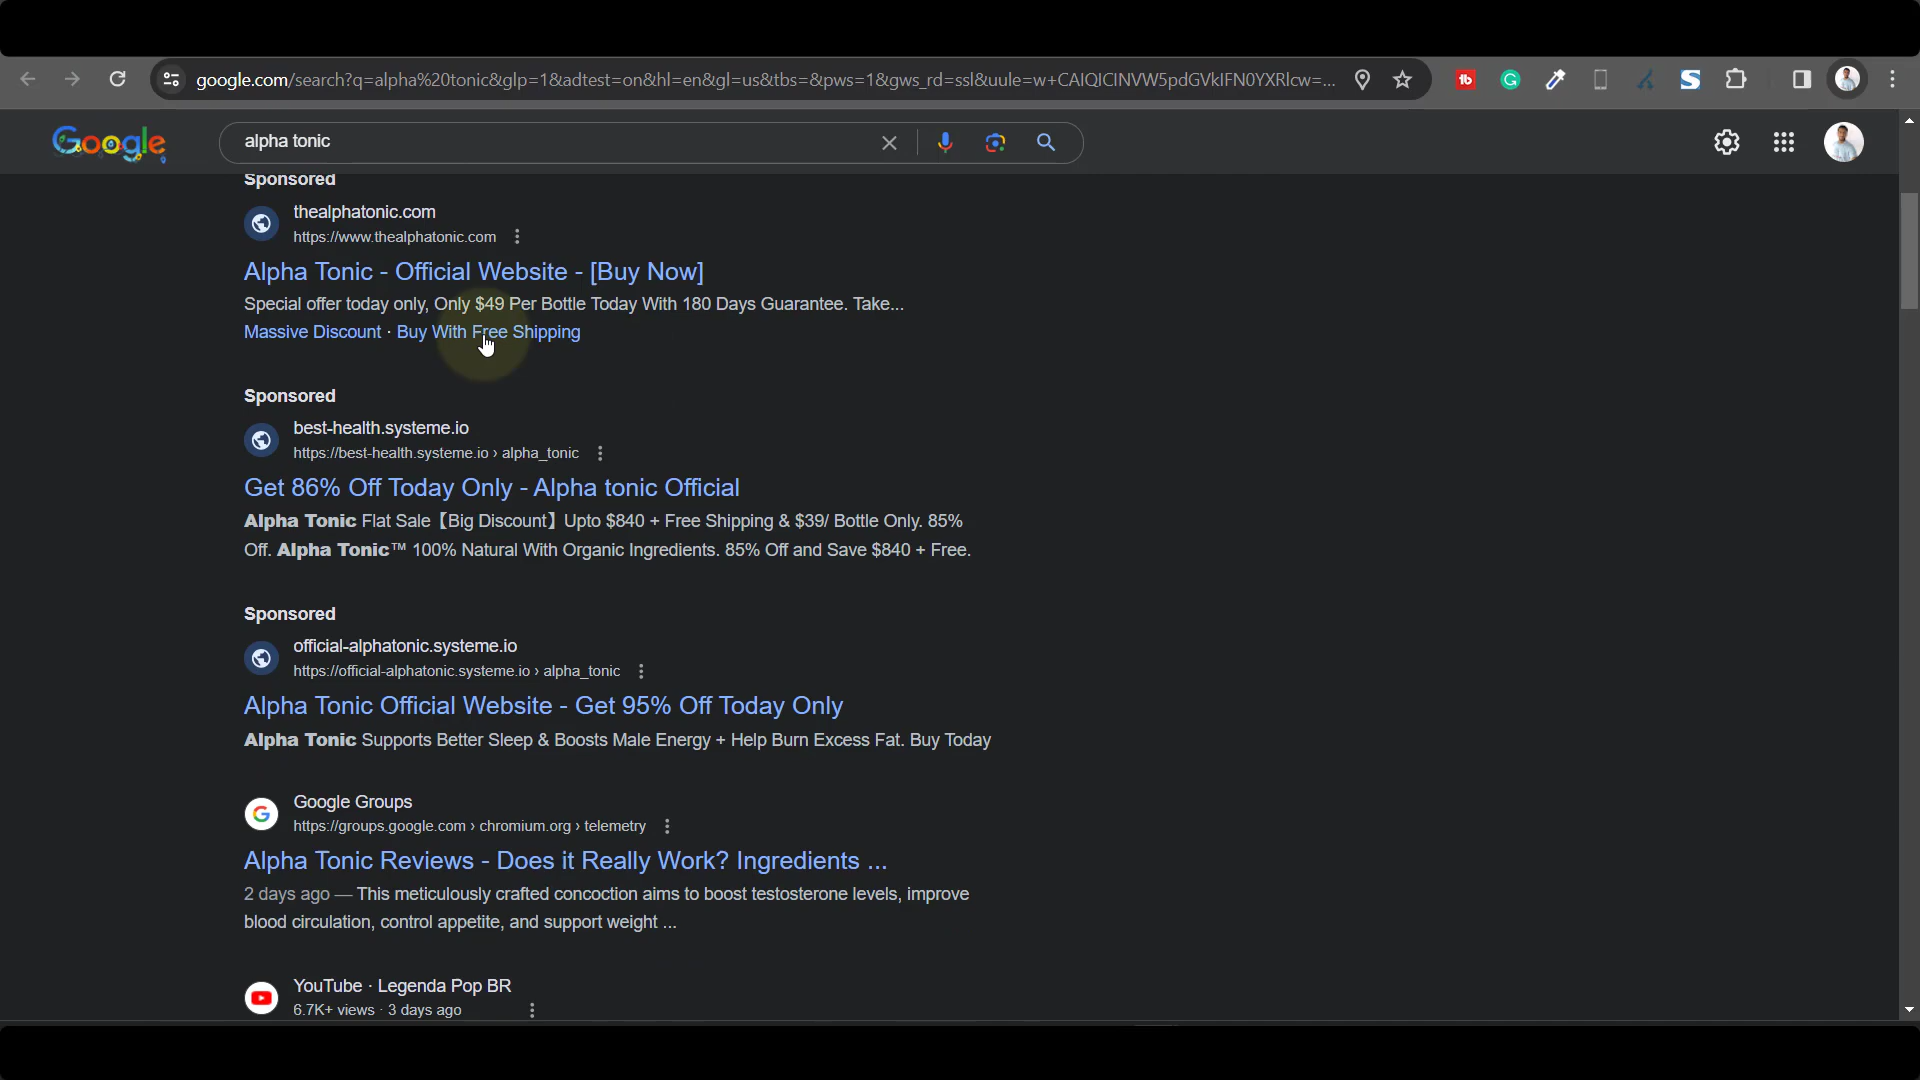 google.com/search?q=alpha%20tonic&glp=1&adtest=on&hl=en&gl=us&tbs=&pws=1&gws_rd=ssl&uule=w+CAIQICINVW5pdGVkIFN0YXRlcw=...
Google
alpha tonic
Sponsored
thealphatonic.com
https://www.thealphatonic.com
Alpha Tonic - Official Website - [Buy Now]
Special offer today only, Only $49 Per Bottle Today With 180 Days Guarantee. Take...
Massive Discount · Buy With Free Shipping
Sponsored
best-health.systeme.io
https://best-health.systeme.io › alpha_tonic
Get 86% Off Today Only - Alpha tonic Official
Alpha Tonic Flat Sale【Big Discount】Upto $840 + Free Shipping & $39/ Bottle Only. 85%
Off. Alpha Tonic™ 100% Natural With Organic Ingredients. 85% Off and Save $840 + Free.
Sponsored
official-alphatonic.systeme.io
https://official-alphatonic.systeme.io › alpha_tonic
Alpha Tonic Official Website - Get 95% Off Today Only
Alpha Tonic Supports Better Sleep & Boosts Male Energy + Help Burn Excess Fat. Buy Today
Google Groups
https://groups.google.com › chromium.org › telemetry
Alpha Tonic Reviews - Does it Really Work? Ingredients ...
2 days ago — This meticulously crafted concoction aims to boost testosterone levels, improve
blood circulation, control appetite, and support weight ...
YouTube · Legenda Pop BR
6.7K+ views · 3 days ago